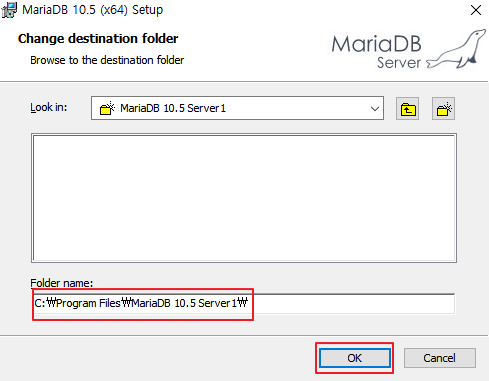 MariaDB 10.5 (x64) Setup
Change destination folder
Browse to the destination folder
MariaDB
Server
Look in:
MariaDB 10.5 Server1
Folder name:
C:₩Program Files₩MariaDB 10.5 Server1₩
OK
Cancel